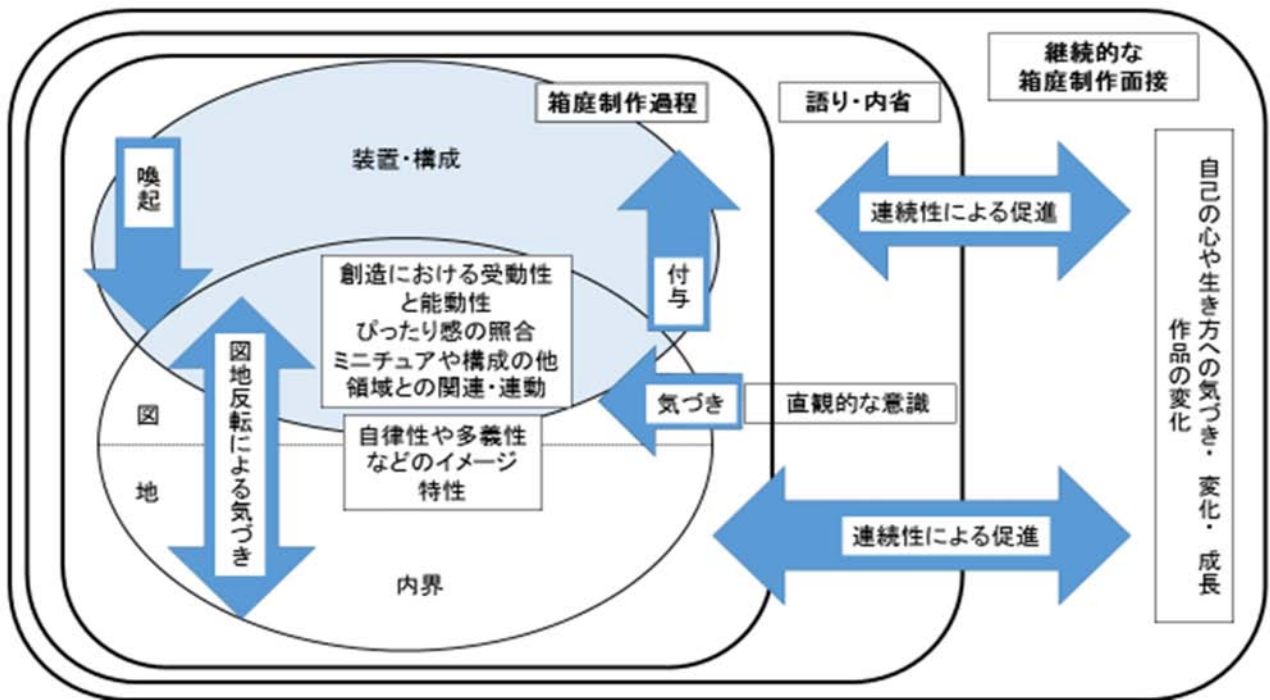 継続的な
箱庭制作面接
箱庭制作過程
語り・内省
装置・構成
喚起
付与
連続性による促進
創造における受動性
と能動性
ぴったり感の照合
ミニチュアや構成の他
領域との関連・連動
気づき
直観的な意識
図
地
図地反転による気づき
自律性や多義性
などのイメージ
特性
内界
連続性による促進
自己の心や生き方への気づき・変化・成長
作品の変化